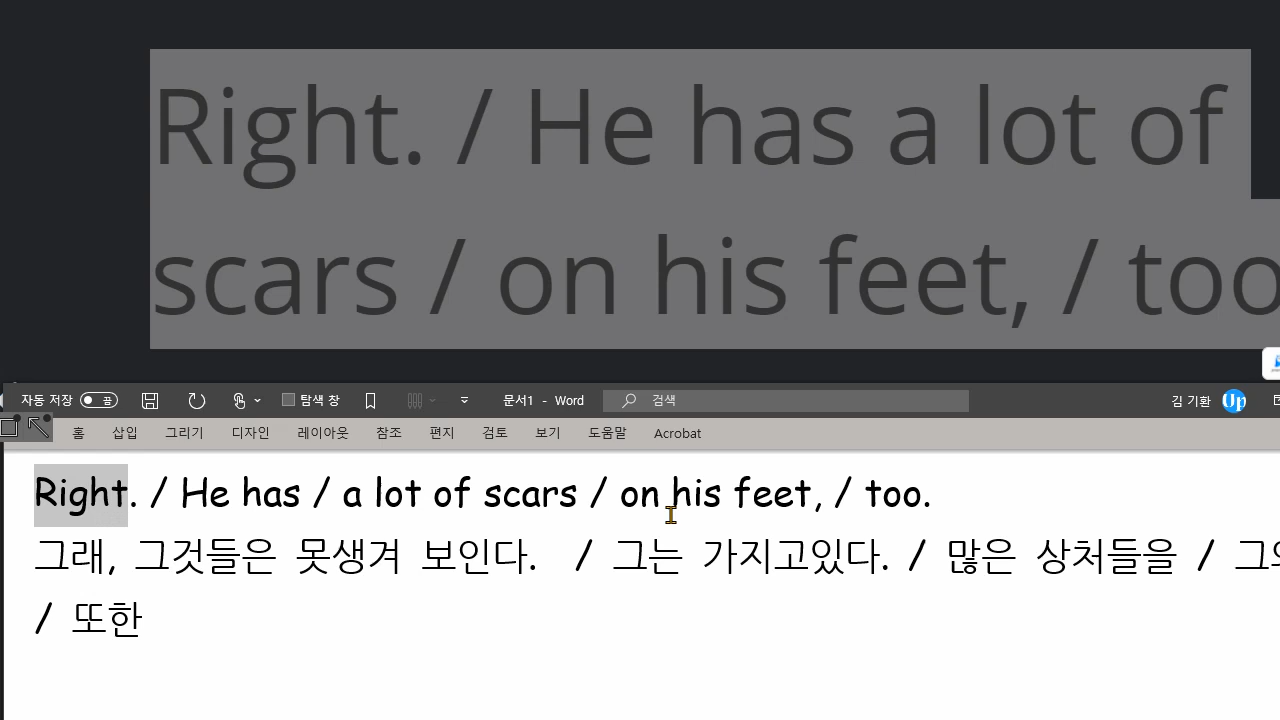 Right. / He has a lot of
scars / on his feet, / too
자동 저장 끔 탐색 창 문서1 - Word 검색 김 기환 Up
홈 삽입 그리기 디자인 레이아웃 참조 편지 검토 보기 도움말 Acrobat
Right. / He has / a lot of scars / on his feet, / too.
그래, 그것들은 못생겨 보인다. / 그는 가지고있다. / 많은 상처들을 / 그의
/ 또한